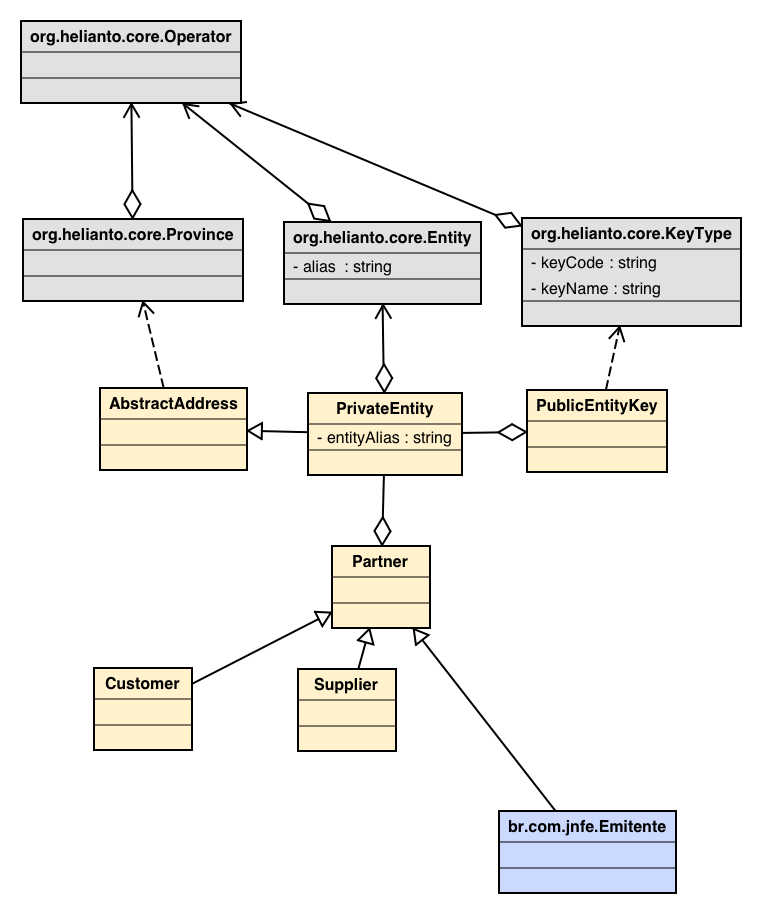 org.helianto.core.Operator
org.helianto.core.Province
org.helianto.core.Entity
- alias : string
org.helianto.core.KeyType
- keyCode : string
- keyName : string
AbstractAddress
PrivateEntity
- entityAlias : string
PublicEntityKey
Partner
Customer
Supplier
br.com.jnfe.Emitente